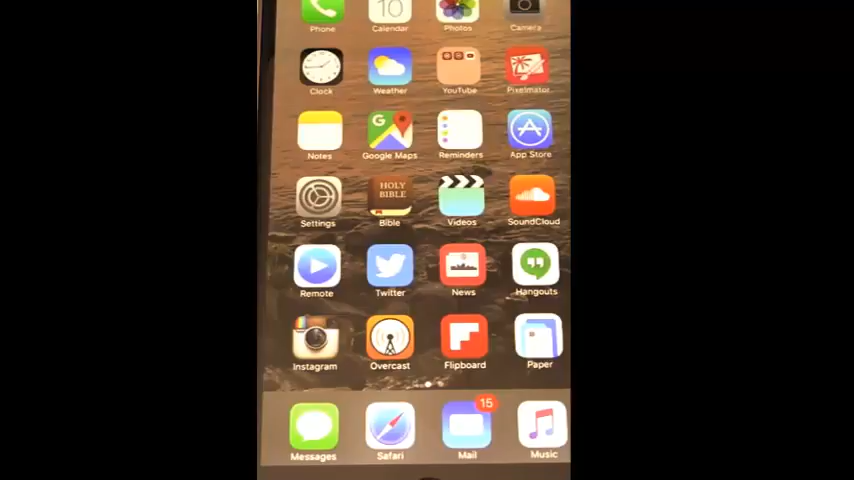 10
Phone Calendar Photos Camera
Clock Weather YouTube Pixelmator
G
Notes Google Maps Reminders App Store
HOLY
BIBLE
Settings Bible Videos SoundCloud
Remote Twitter News Hangouts
Instagram Overcast Flipboard Paper
15
Messages Safari Mail Music